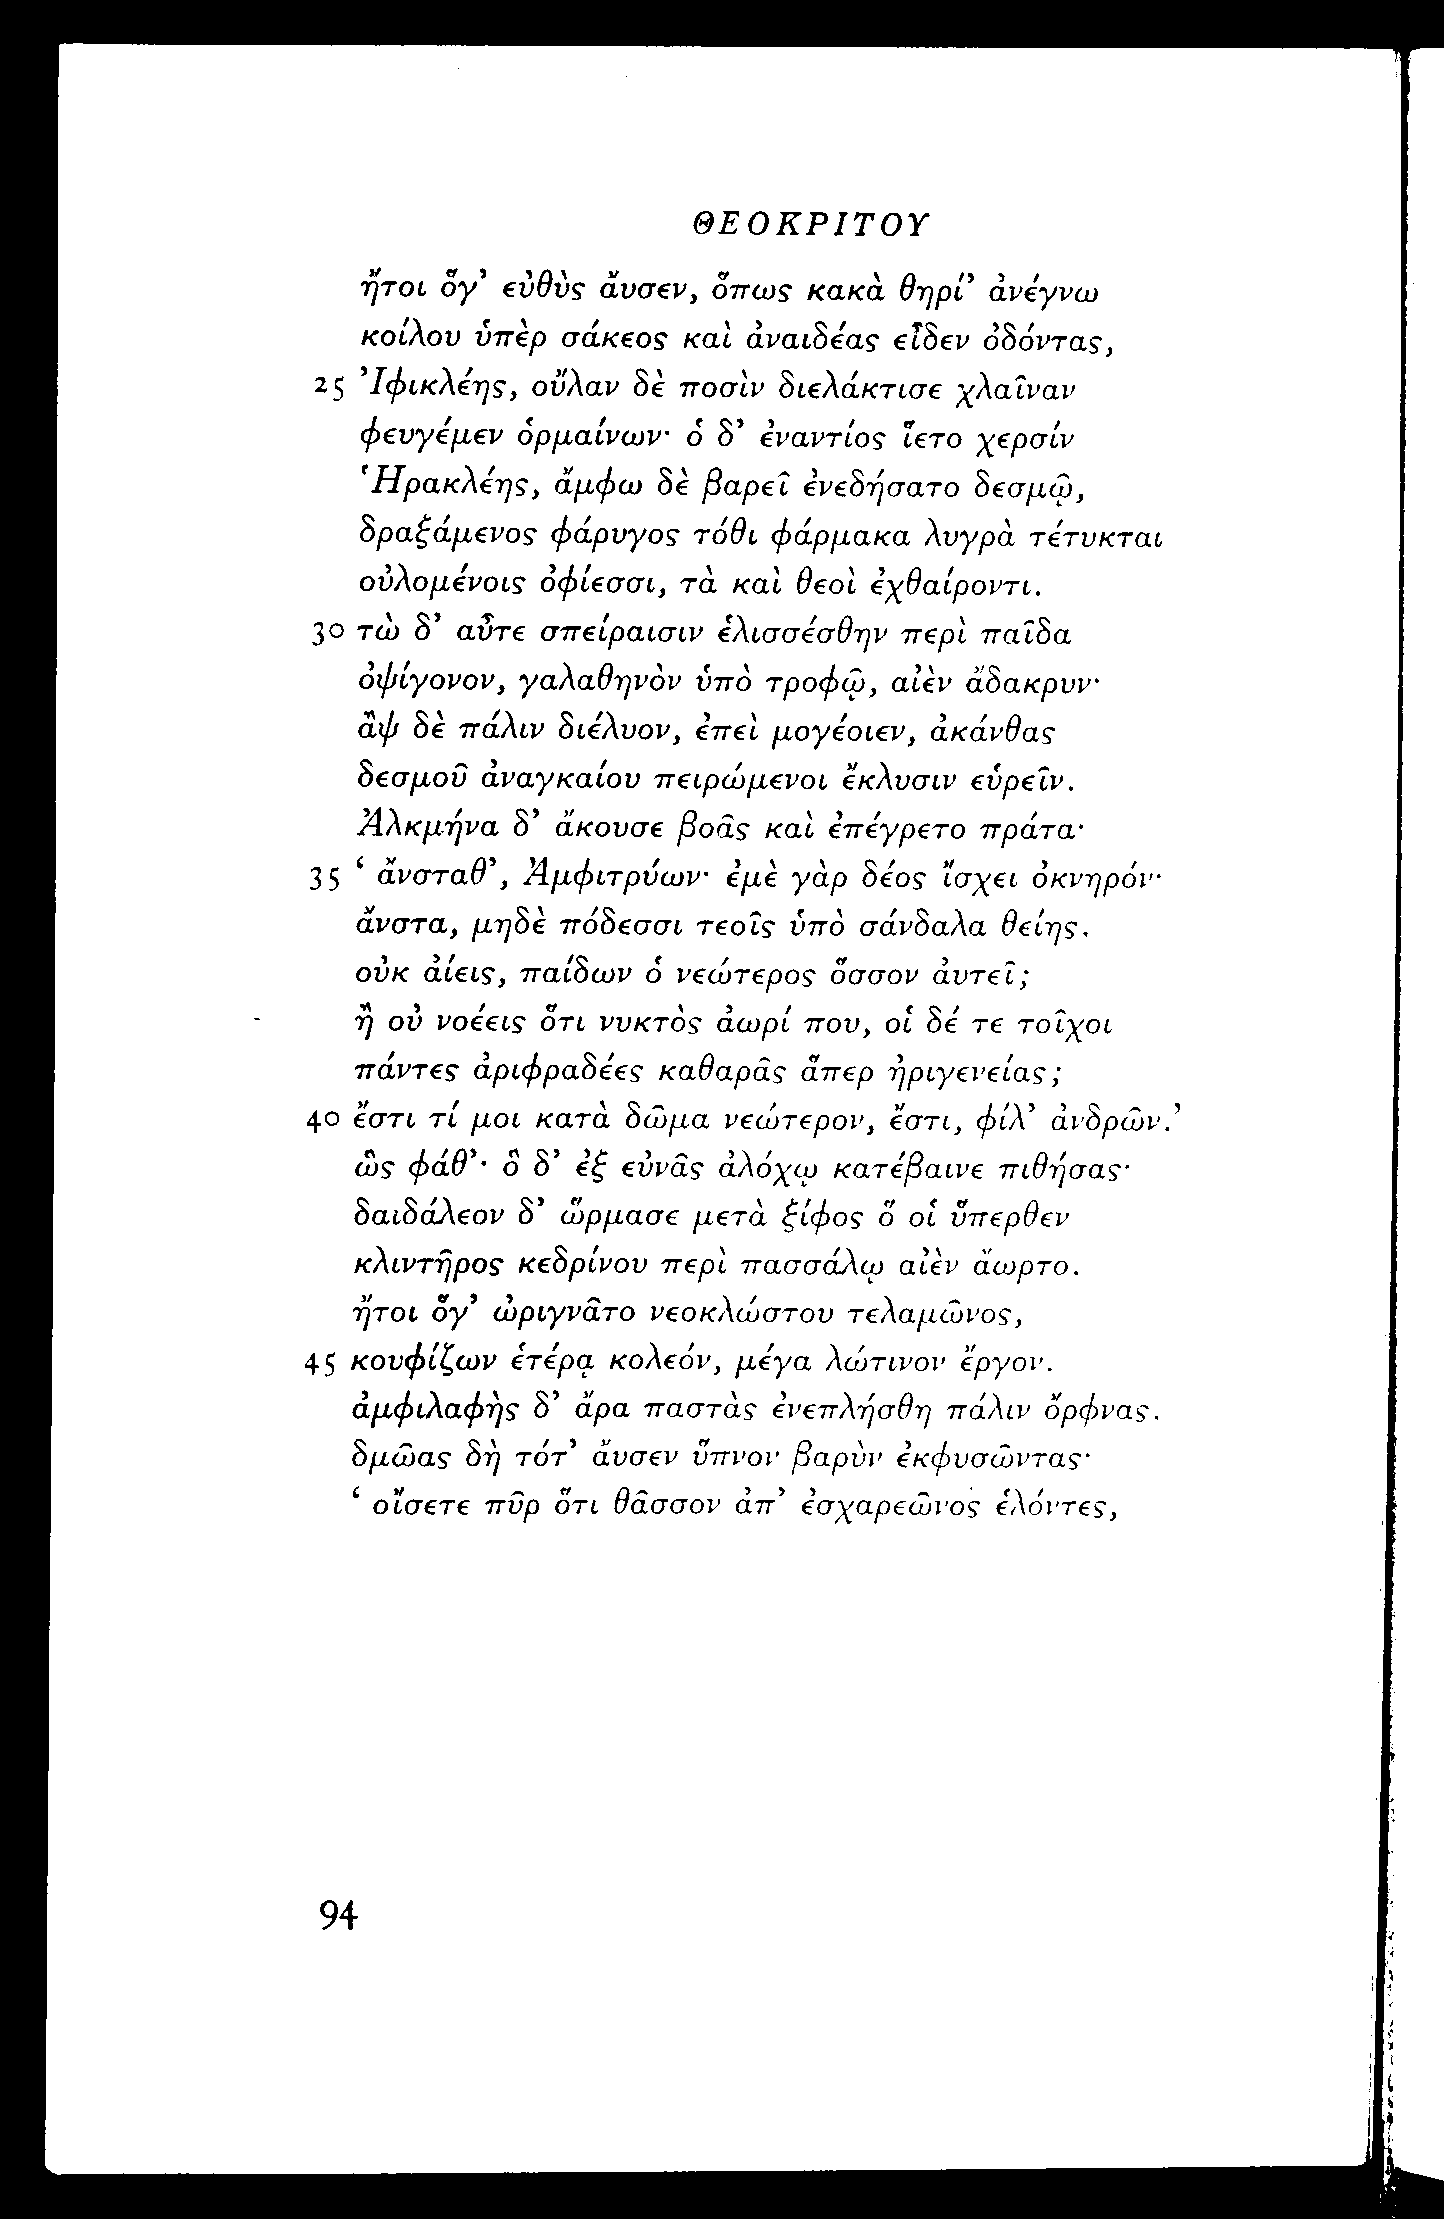 ΘΕΟΚΡΙΤΟΥ
ἤτοι ὅγ’ εὐθὺς ἄυσεν, ὅπως κακὰ θηρί’ ἀνέγνω
κοίλου ὑπὲρ σάκεος καὶ ἀναιδέας εἶδεν ὀδόντας,
25 Ἰφικλέης, οὔλαν δὲ ποσὶν διελάκτισε χλαῖναν
φευγέμεν ὁρμαίνων· ὁ δ’ ἐναντίος ἵετο χερσίν
Ἡρακλέης, ἄμφω δὲ βαρεῖ ἐνεδήσατο δεσμῷ,
δραξάμενος φάρυγος τόθι φάρμακα λυγρὰ τέτυκται
οὐλομένοις ὀφίεσσι, τὰ καὶ θεοὶ ἐχθαίροντι.
30 τὼ δ’ αὖτε σπείραισιν ἑλισσέσθην περὶ παῖδα
ὀψίγονον, γαλαθηνὸν ὑπὸ τροφῷ, αἰὲν ἄδακρυν·
ἂψ δὲ πάλιν διέλυον, ἐπεὶ μογέοιεν, ἀκάνθας
δεσμοῦ ἀναγκαίου πειρώμενοι ἔκλυσιν εὑρεῖν.
Ἀλκμήνα δ’ ἄκουσε βοᾶς καὶ ἐπέγρετο πράτα·
35 ‘ ἄνσταθ’, Ἀμφιτρύων· ἐμὲ γὰρ δέος ἴσχει ὀκνηρόν·
ἄνστα, μηδὲ πόδεσσι τεοῖς ὑπὸ σάνδαλα θείης.
οὐκ ἀίεις, παίδων ὁ νεώτερος ὅσσον ἀυτεῖ;
ἢ οὐ νοέεις ὅτι νυκτὸς ἀωρί που, οἱ δέ τε τοῖχοι
πάντες ἀριφραδέες καθαρᾶς ἅπερ ἠριγενείας;
40 ἔστι τί μοι κατὰ δῶμα νεώτερον, ἔστι, φίλ’ ἀνδρῶν.’
ὣς φάθ’· ὃ δ’ ἐξ εὐνᾶς ἀλόχῳ κατέβαινε πιθήσας·
δαιδάλεον δ’ ὥρμασε μετὰ ξίφος ὅ οἱ ὕπερθεν
κλιντῆρος κεδρίνου περὶ πασσάλῳ αἰὲν ἄωρτο.
ἤτοι ὅγ’ ὠριγνᾶτο νεοκλώστου τελαμῶνος,
45 κουφίζων ἑτέρᾳ κολεόν, μέγα λώτινον ἔργον.
ἀμφιλαφὴς δ’ ἄρα παστὰς ἐνεπλήσθη πάλιν ὄρφνας.
δμῶας δὴ τότ’ ἄυσεν ὕπνον βαρὺν ἐκφυσῶντας·
‘ οἴσετε πῦρ ὅτι θᾶσσον ἀπ’ ἐσχαρεῶνος ἑλόντες,
94